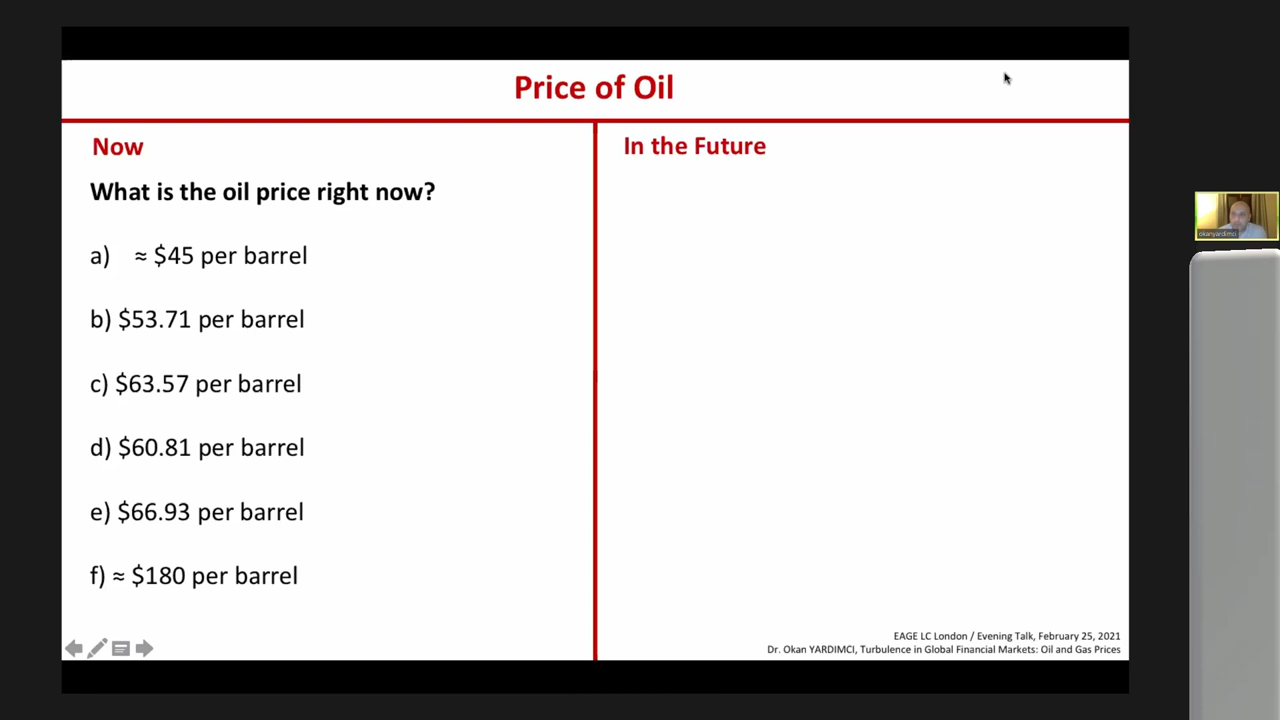 Price of Oil
Now
What is the oil price right now?
a) ≈ $45 per barrel
b) $53.71 per barrel
c) $63.57 per barrel
d) $60.81 per barrel
e) $66.93 per barrel
f) ≈ $180 per barrel
In the Future
EAGE LC London / Evening Talk, February 25, 2021
Dr. Okan YARDIMCI, Turbulence in Global Financial Markets: Oil and Gas Prices
okanyardimci